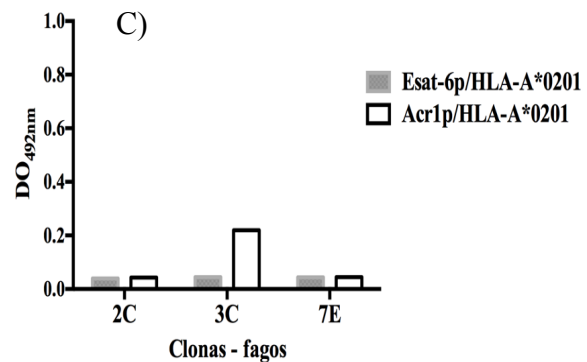 C)
1.0
0.8
0.6
0.4
0.2
0.0
DO492nm
2C 3C 7E
Clonas - fagos
Esat-6p/HLA-A*0201
Acr1p/HLA-A*0201